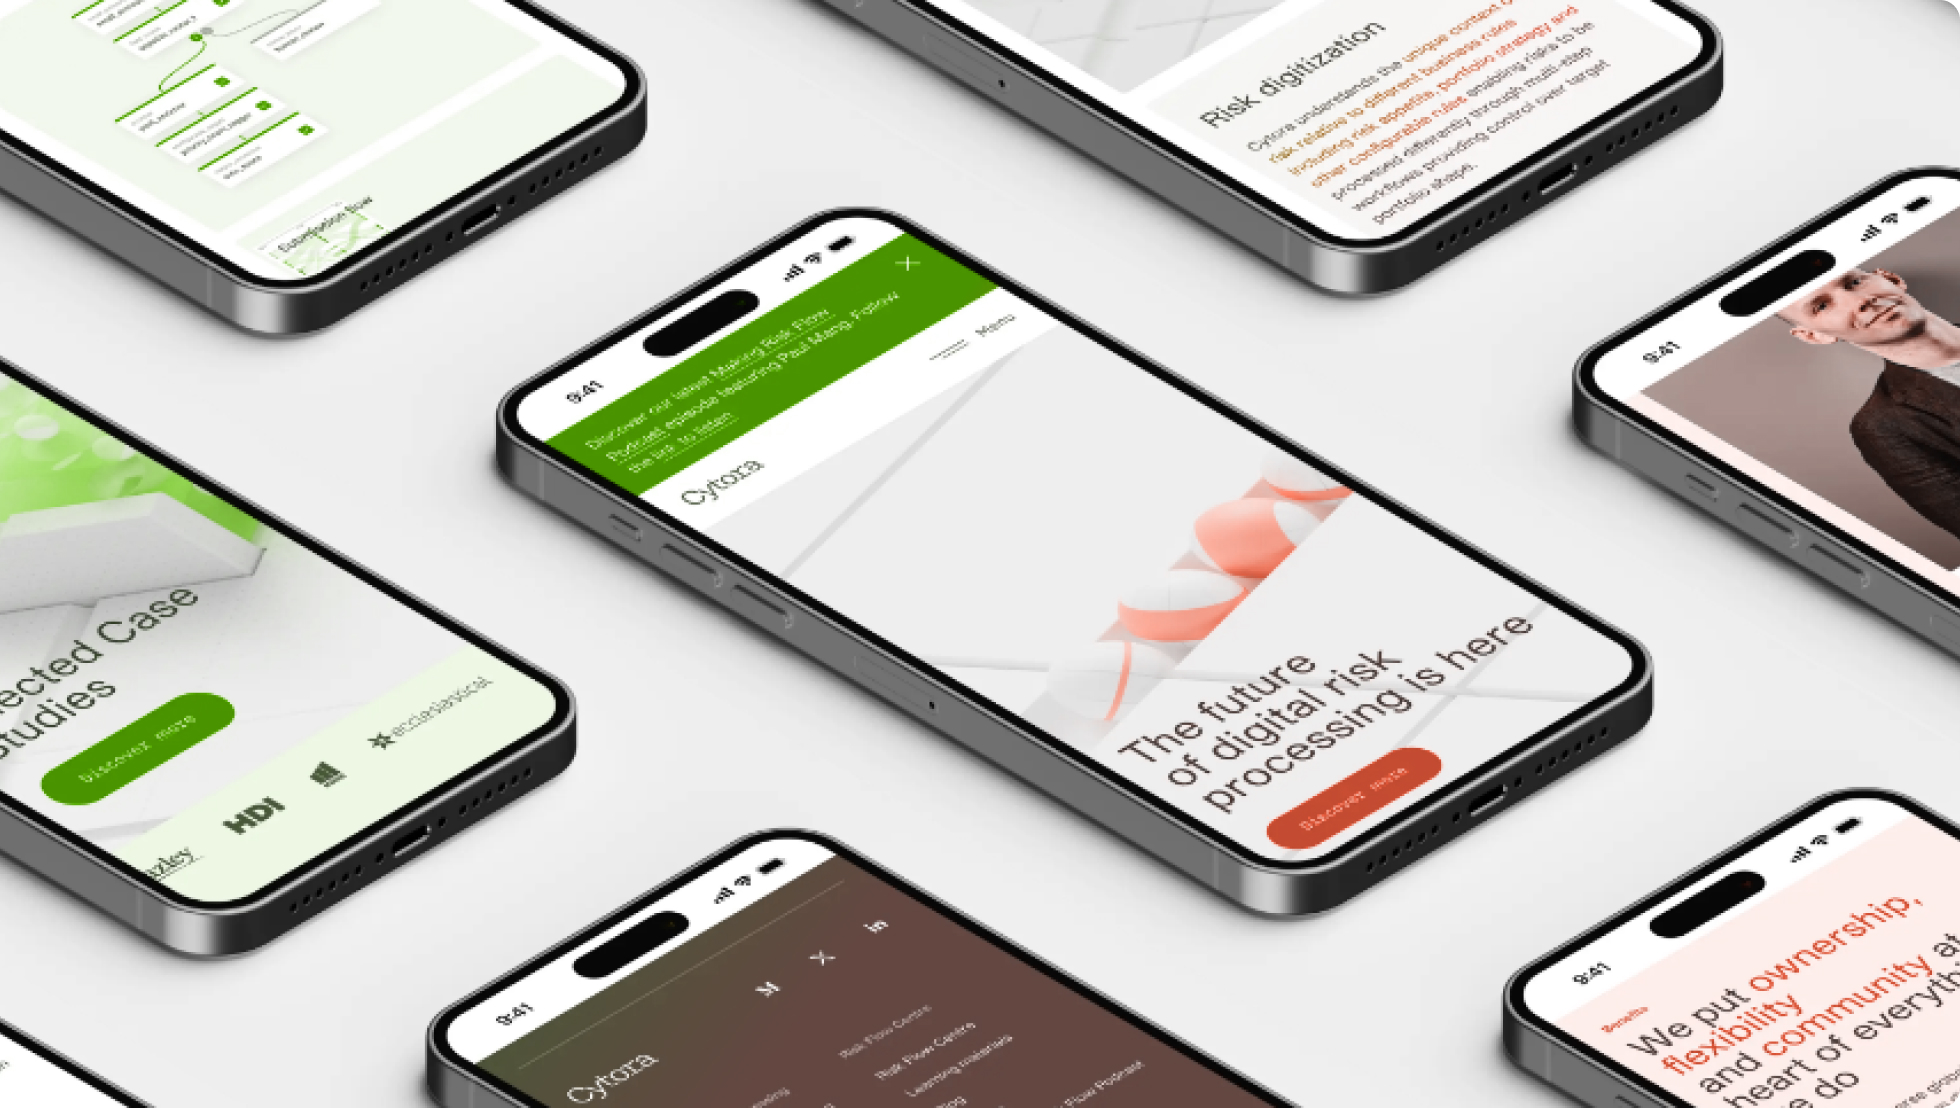 Submission flow
Risk digitization
Cytora understands the unique context of
risk relative to different business rules
including risk appetite, portfolio strategy and
other configurable rules enabling risks to be
processed differently through multi-step
workflows providing control over target
portfolio shape.
9:41
Discover our latest Making Risk Flow
Podcast episode featuring Paul Mang. Follow
the link to listen.
Cytora
Menu
The future
of digital risk
processing is here
Discover more
9:41
ected Case
Studies
Discover more
azley
HDI
ecclesiastical
9:41
in
Cytora
Risk Flow Centre
Risk Flow Centre
Learning materials
Flow Podcast
9:41
Benefits
We put ownership,
flexibility
and community at
heart of everythi
e do